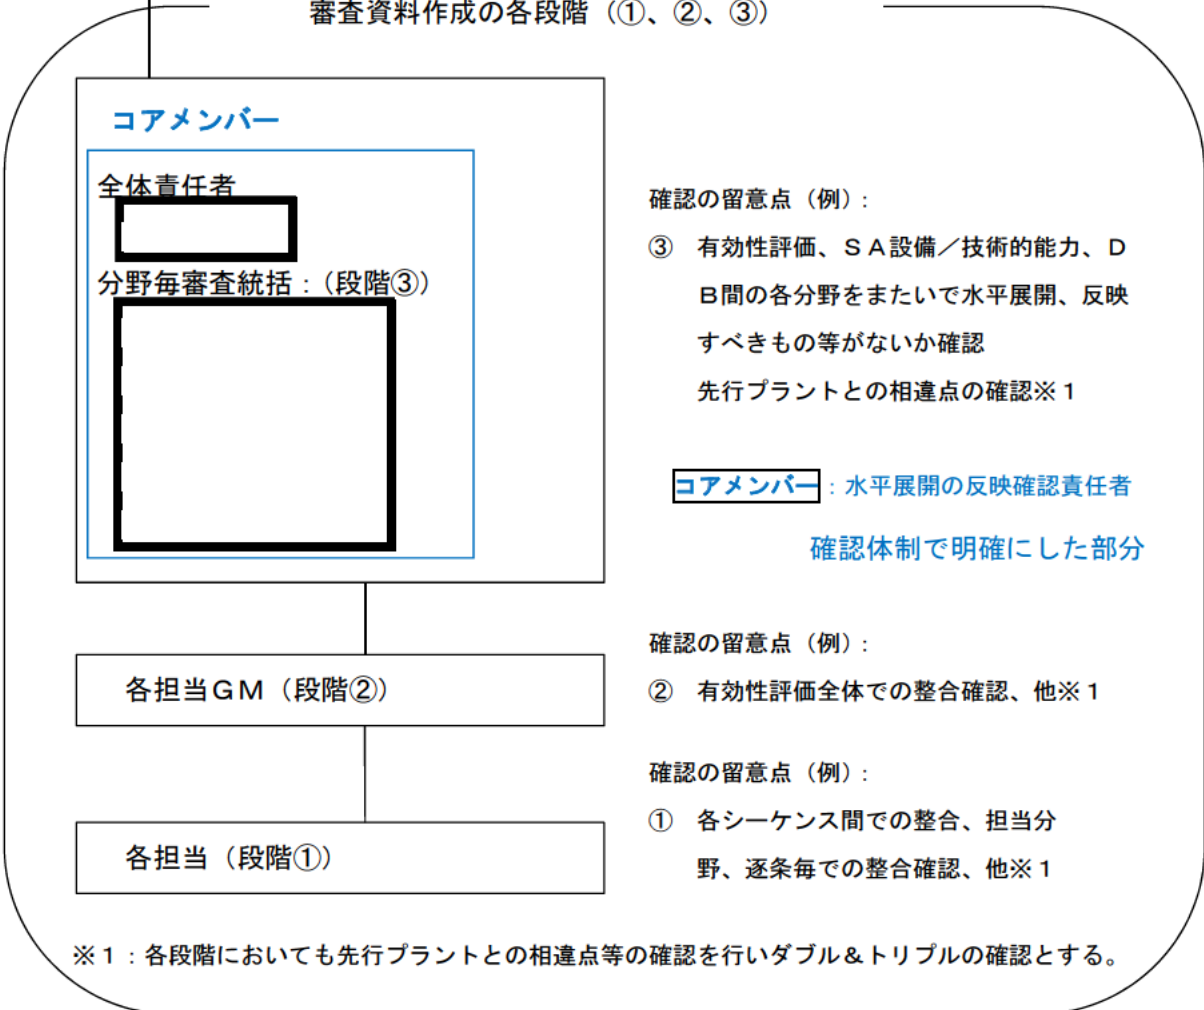 審査資料作成の各段階（①、②、③）
コアメンバー
全体責任者
分野毎審査統括：（段階③）
確認の留意点（例）：
③　有効性評価、ＳＡ設備／技術的能力、Ｄ
Ｂ間の各分野をまたいで水平展開、反映
すべきもの等がないか確認
先行プラントとの相違点の確認※１
コアメンバー：水平展開の反映確認責任者
確認体制で明確にした部分
各担当ＧＭ（段階②）
確認の留意点（例）：
②　有効性評価全体での整合確認、他※１
各担当（段階①）
確認の留意点（例）：
①　各シーケンス間での整合、担当分
野、逐条毎での整合確認、他※１
※１：各段階においても先行プラントとの相違点等の確認を行いダブル＆トリプルの確認とする。